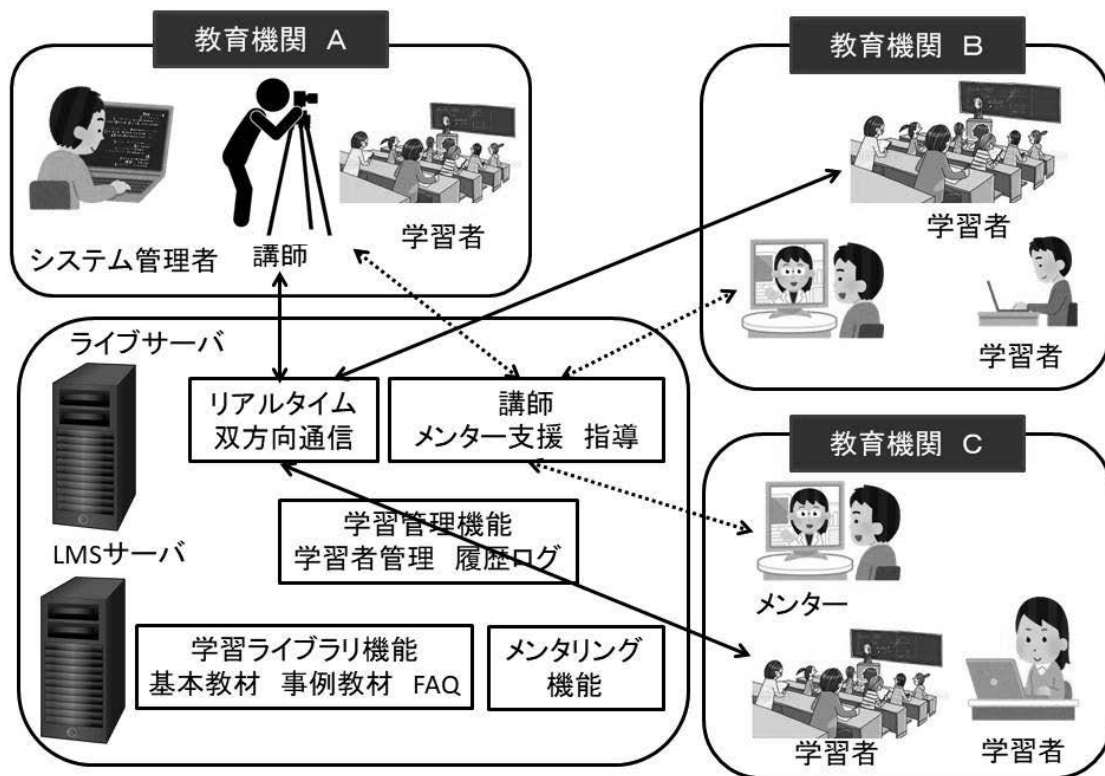 教育機関 A
システム管理者
講師
学習者
教育機関 B
学習者
学習者
ライブサーバ
リアルタイム
双方向通信
講師
メンター支援 指導
学習管理機能
学習者管理 履歴ログ
LMSサーバ
学習ライブラリ機能
基本教材 事例教材 FAQ
メンタリング
機能
教育機関 C
メンター
学習者
学習者